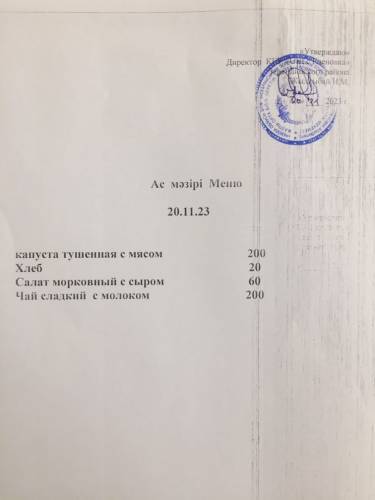 «Утверждаю»
Директор
района
2023 г
Ас мәзірі Меню
20.11.23
капуста тушенная с мясом 200
Хлеб 20
Салат морковный с сыром 60
Чай сладкий с молоком 200